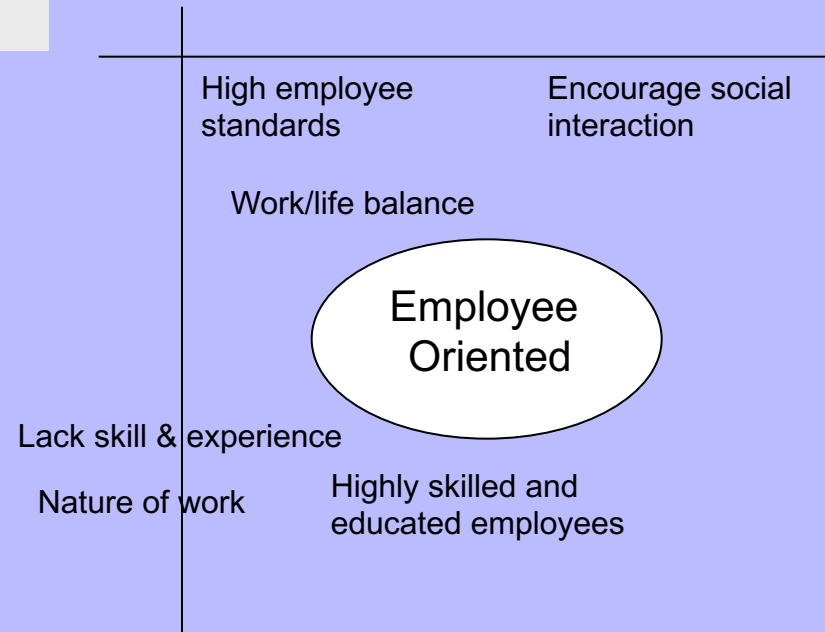 High employee
standards
Encourage social
interaction
Work/life balance
Employee
Oriented
Lack skill & experience
Nature of work
Highly skilled and
educated employees